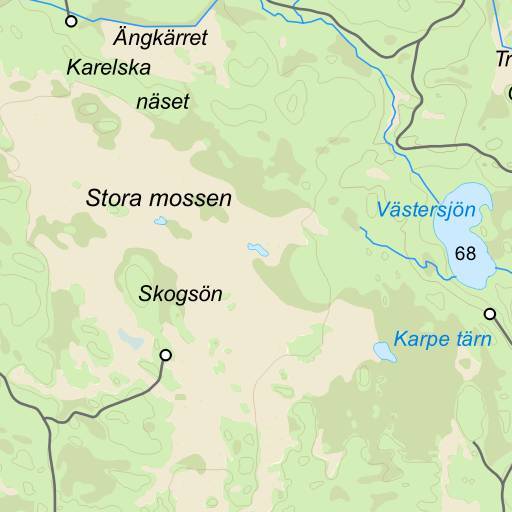 Ängkärret
Karelska
näset
Stora mossen
Västersjön
68
Skogsön
Karpe tärn